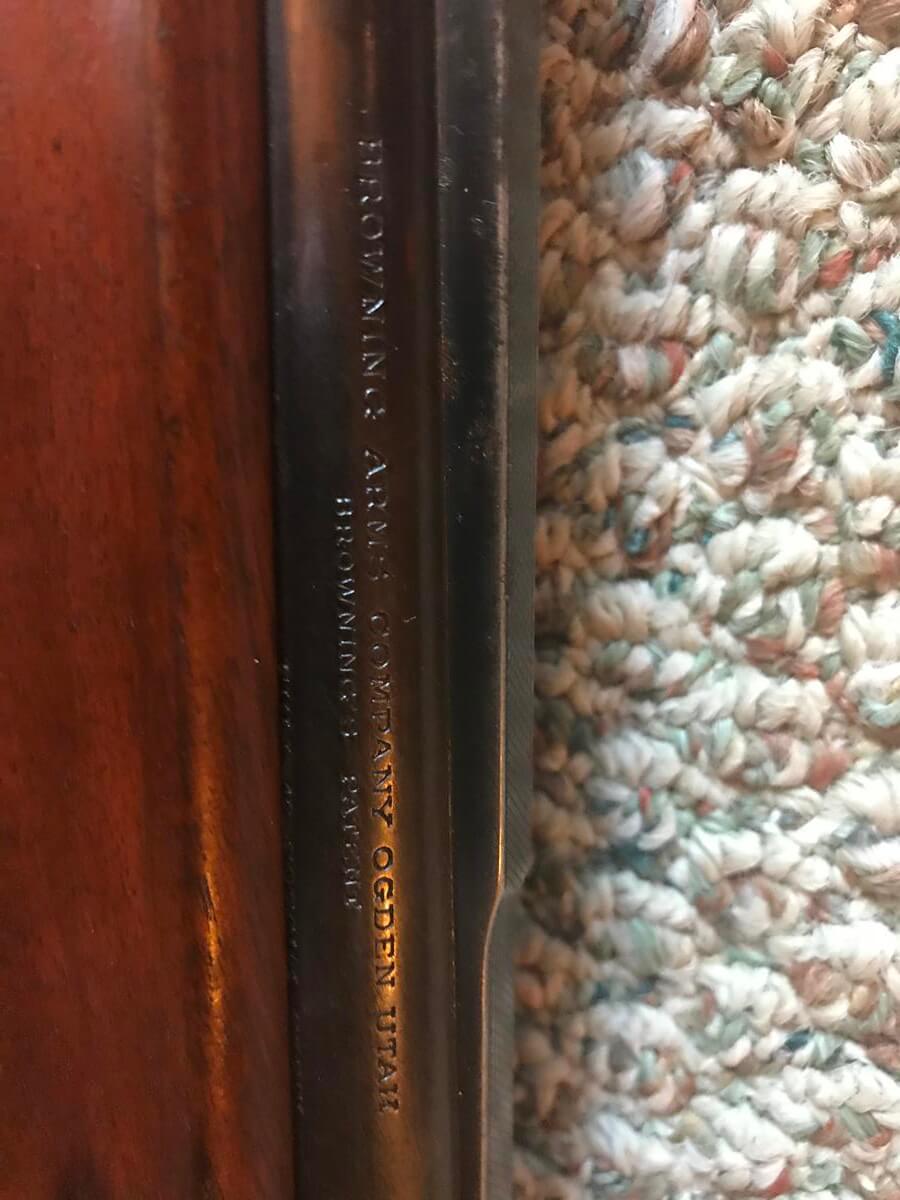 BROWNING ARMS COMPANY OGDEN UTAH
BROWNING'S PATENT